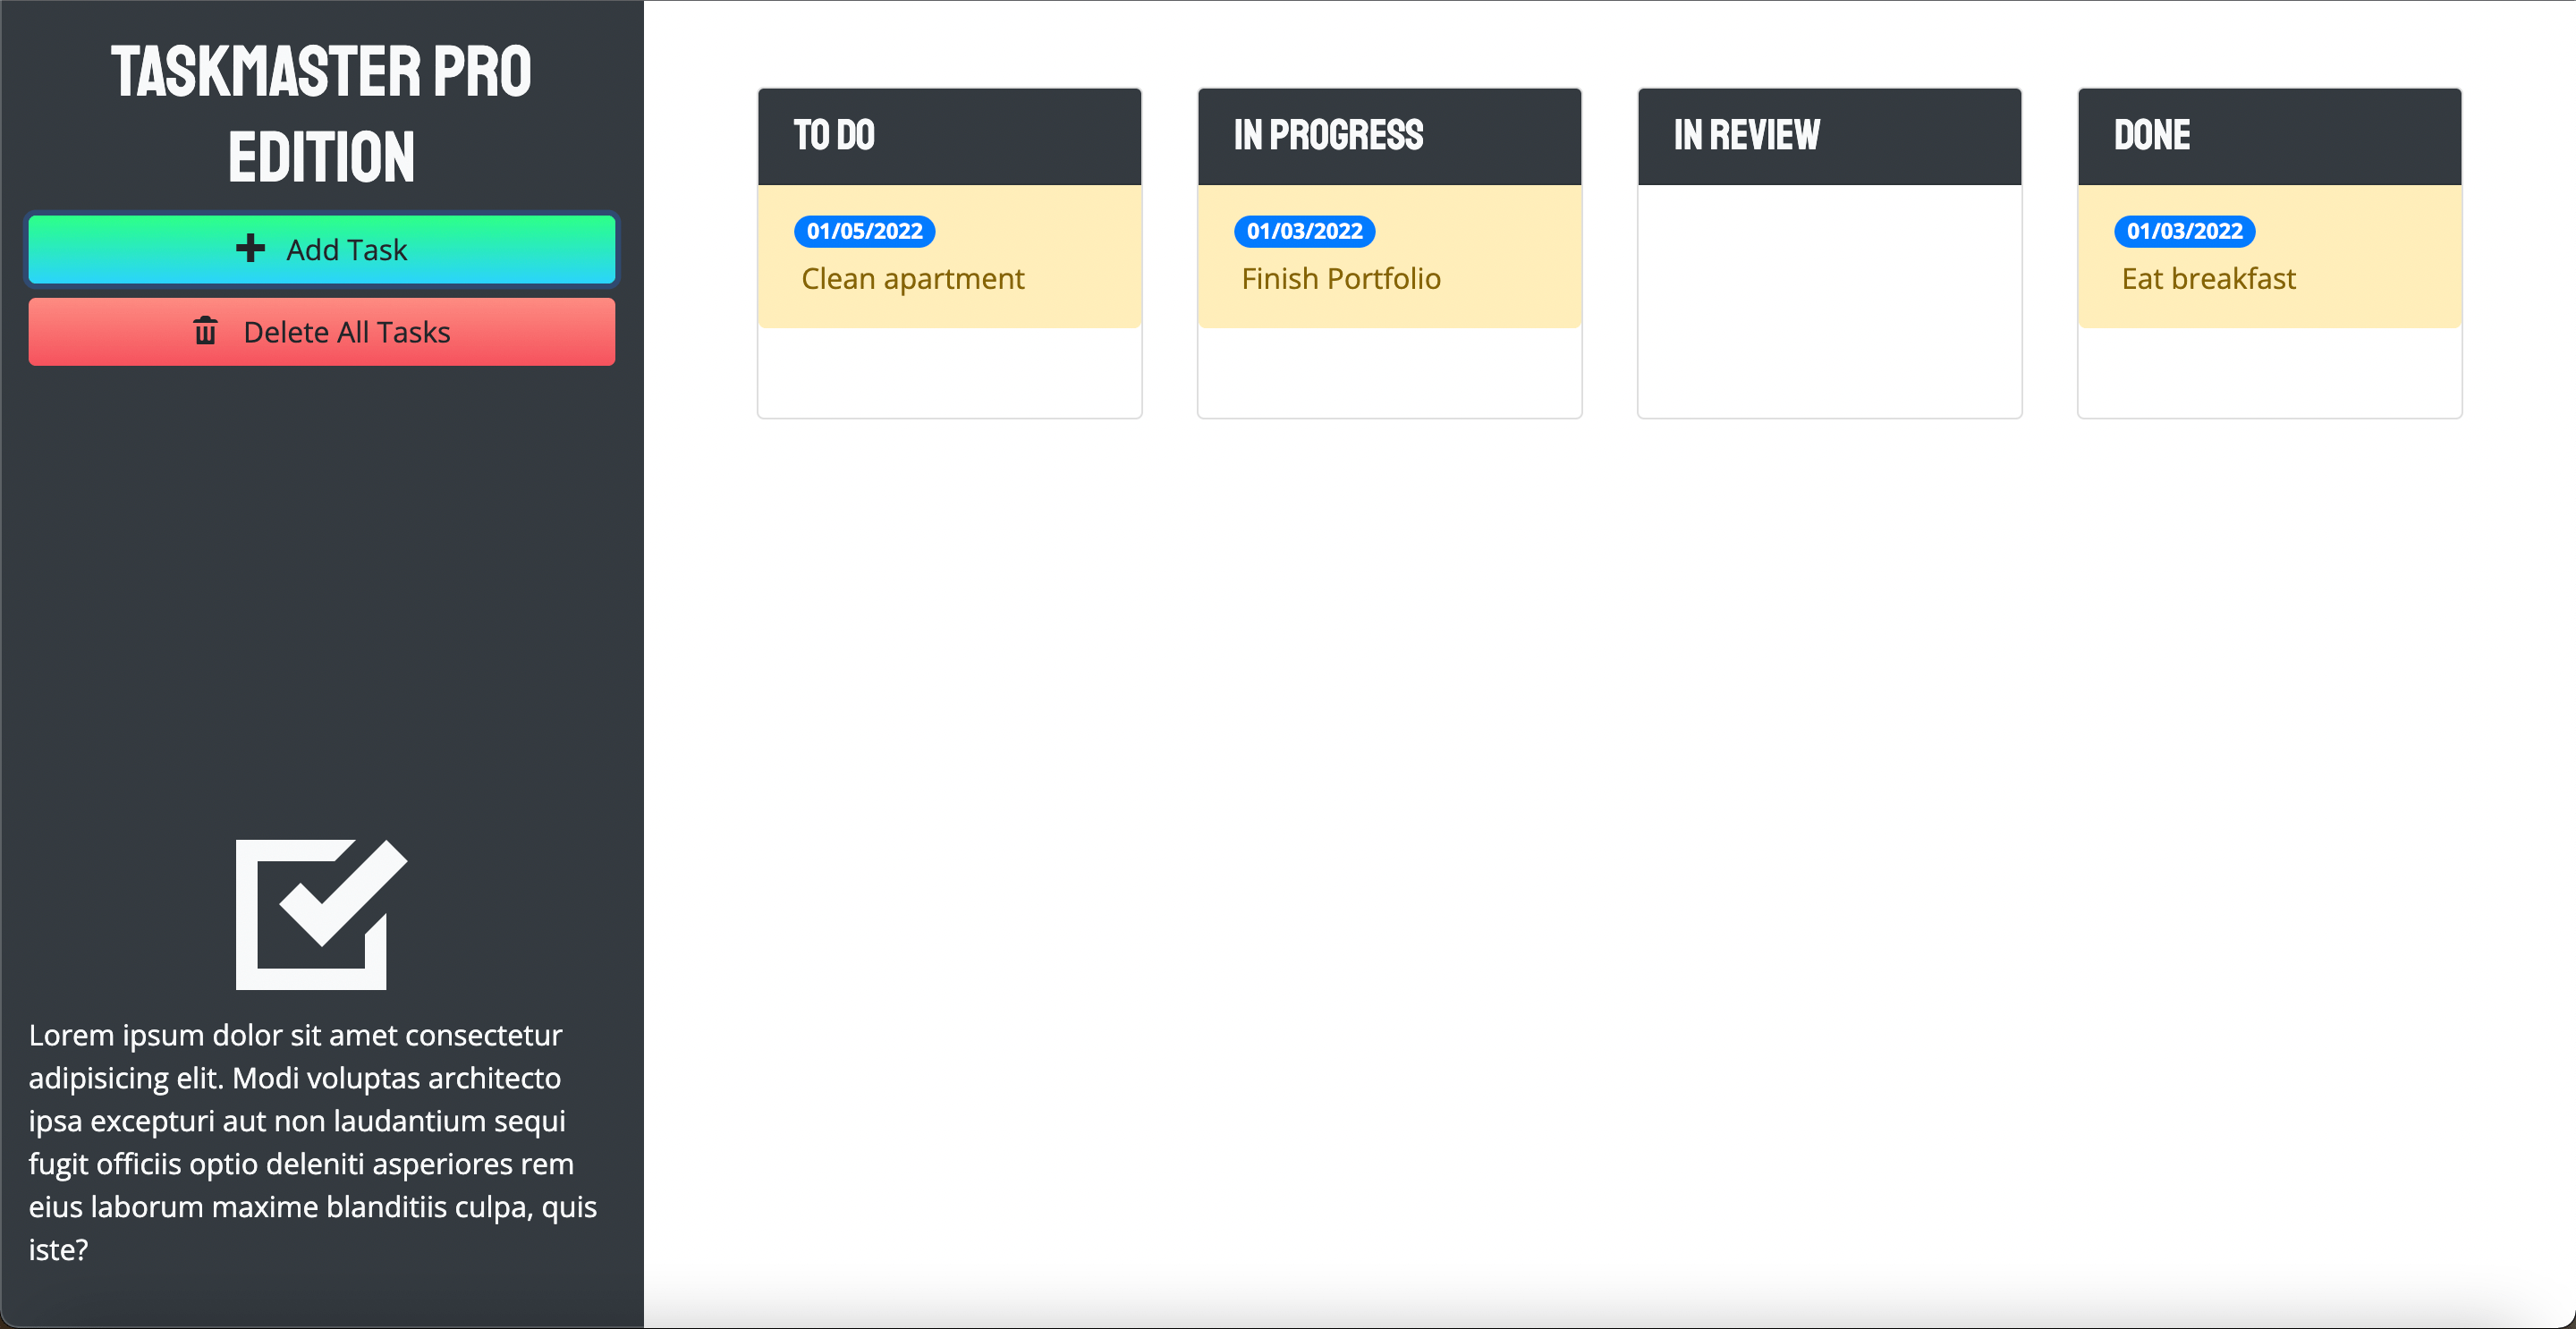 TASKMASTER PRO
EDITION
Add Task
Delete All Tasks
Lorem ipsum dolor sit amet consectetur
adipisicing elit. Modi voluptas architecto
ipsa excepturi aut non laudantium sequi
fugit officiis optio deleniti asperiores rem
eius laborum maxime blanditiis culpa, quis
iste?
TO DO
01/05/2022
Clean apartment
IN PROGRESS
01/03/2022
Finish Portfolio
IN REVIEW
DONE
01/03/2022
Eat breakfast